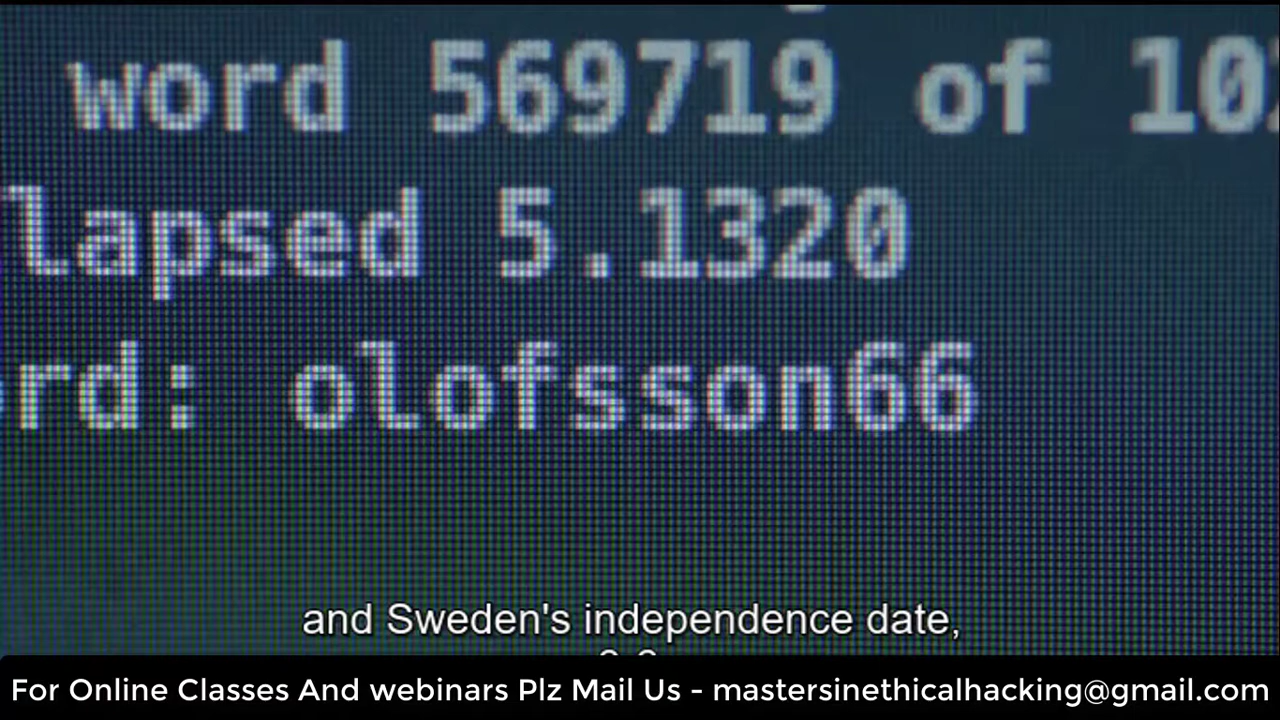 word 569719 of 10
lapsed 5.1320
ord: olofsson66
and Sweden's independence date,
For Online Classes And webinars Plz Mail Us - mastersinethicalhacking@gmail.com